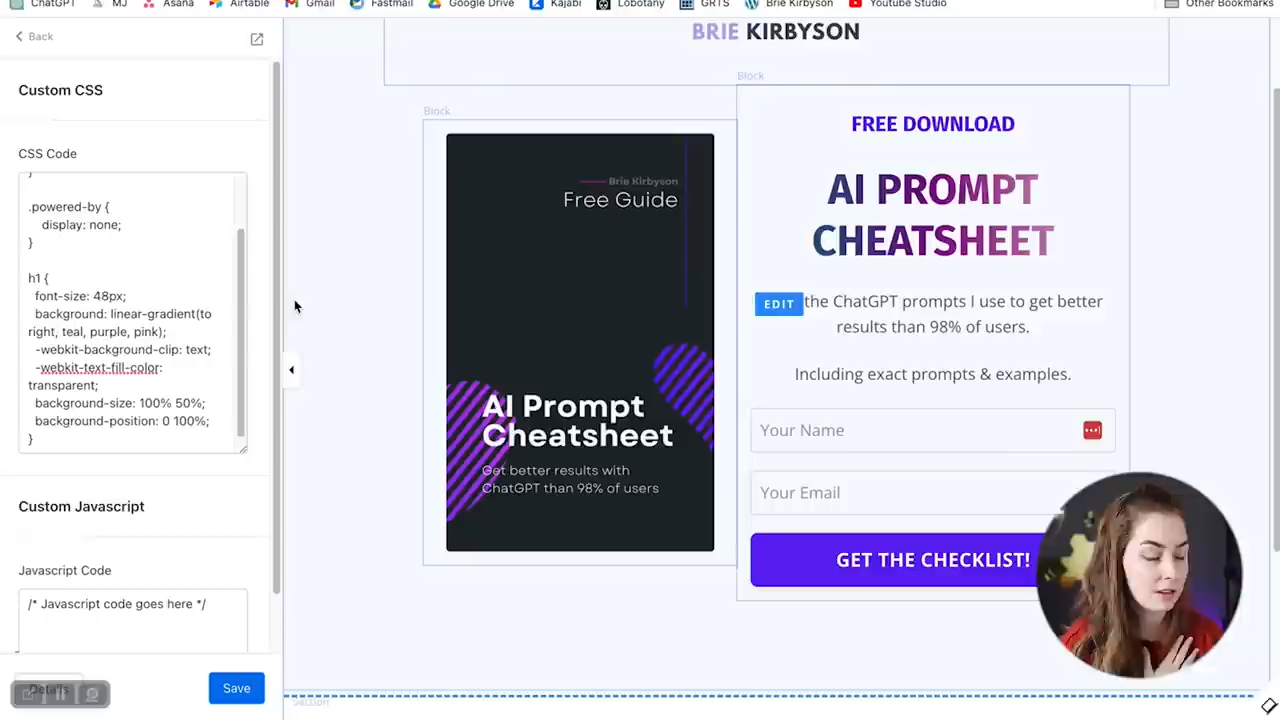 ChatGPT MJ Asana Airtable Gmail Fastmail Google Drive Kajabi Lobotany GRTS Brie Kirbyson Youtube Studio Other Bookmarks
Back
Custom CSS
CSS Code
}
.powered-by {
display: none;
}
h1 {
font-size: 48px;
background: linear-gradient(to
right, teal, purple, pink);
-webkit-background-clip: text;
-webkit-text-fill-color:
transparent;
background-size: 100% 50%;
background-position: 0 100%;
}
Custom Javascript
Javascript Code
/* Javascript code goes here */
Details
Save
BRIE KIRBYSON
Block
Block
Brie Kirbyson
Free Guide
AI Prompt
Cheatsheet
Get better results with
ChatGPT than 98% of users
FREE DOWNLOAD
AI PROMPT
CHEATSHEET
EDIT
the ChatGPT prompts I use to get better
results than 98% of users.
Including exact prompts & examples.
Your Name
Your Email
GET THE CHECKLIST!
Section